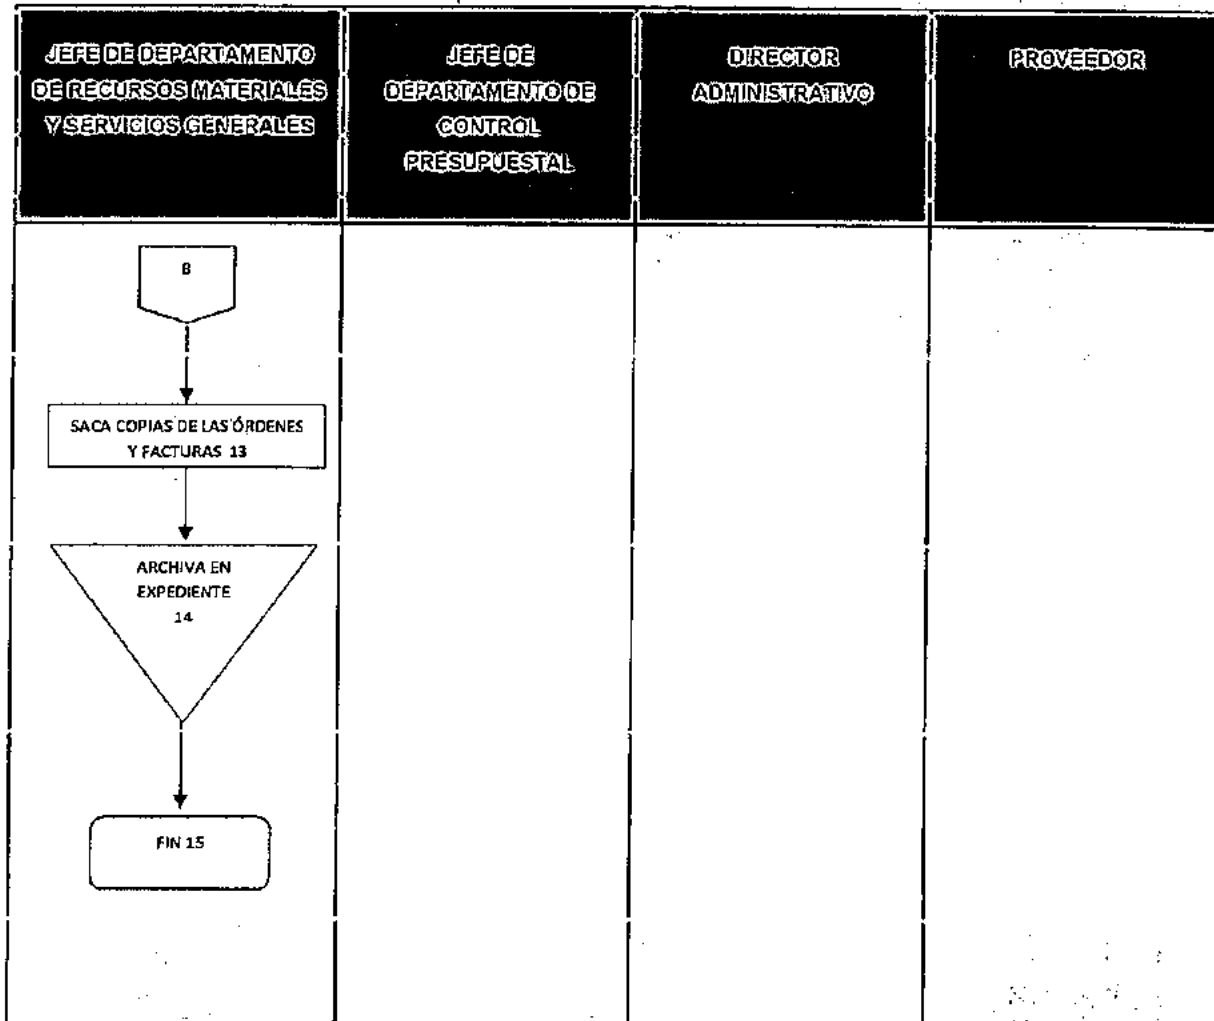 JEFE DE DEPARTAMENTO
DE RECURSOS MATERIALES
Y SERVICIOS GENERALES
JEFE DE
DEPARTAMENTO DE
CONTROL
PRESUPUESTAL
DIRECTOR
ADMINISTRATIVO
PROVEEDOR
B
SACA COPIAS DE LAS ÓRDENES
Y FACTURAS 13
ARCHIVA EN
EXPEDIENTE
14
FIN 15